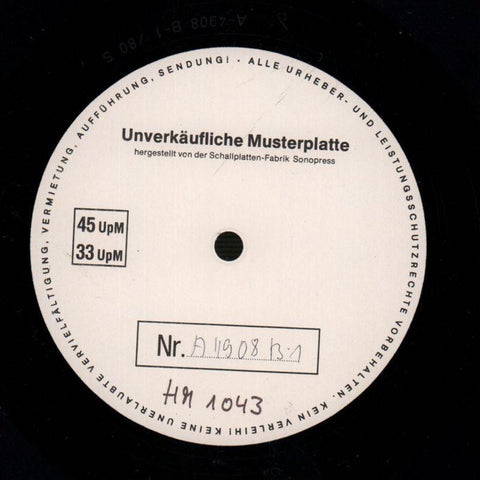 A-4908 B-1 /80 S
ALLE URHEBER- UND LEISTUNGSSCHUTZRECHTE VORBEHALTEN. KEIN VERLEIH! KEINE UNERLAUBTE VERVIELFÄLTIGUNG, VERMIETUNG, AUFFÜHRUNG, SENDUNG! -
Unverkäufliche Musterplatte
hergestellt von der Schallplatten-Fabrik Sonopress
45 UpM
33 UpM
Nr. A 4908 B-1
HM 1043